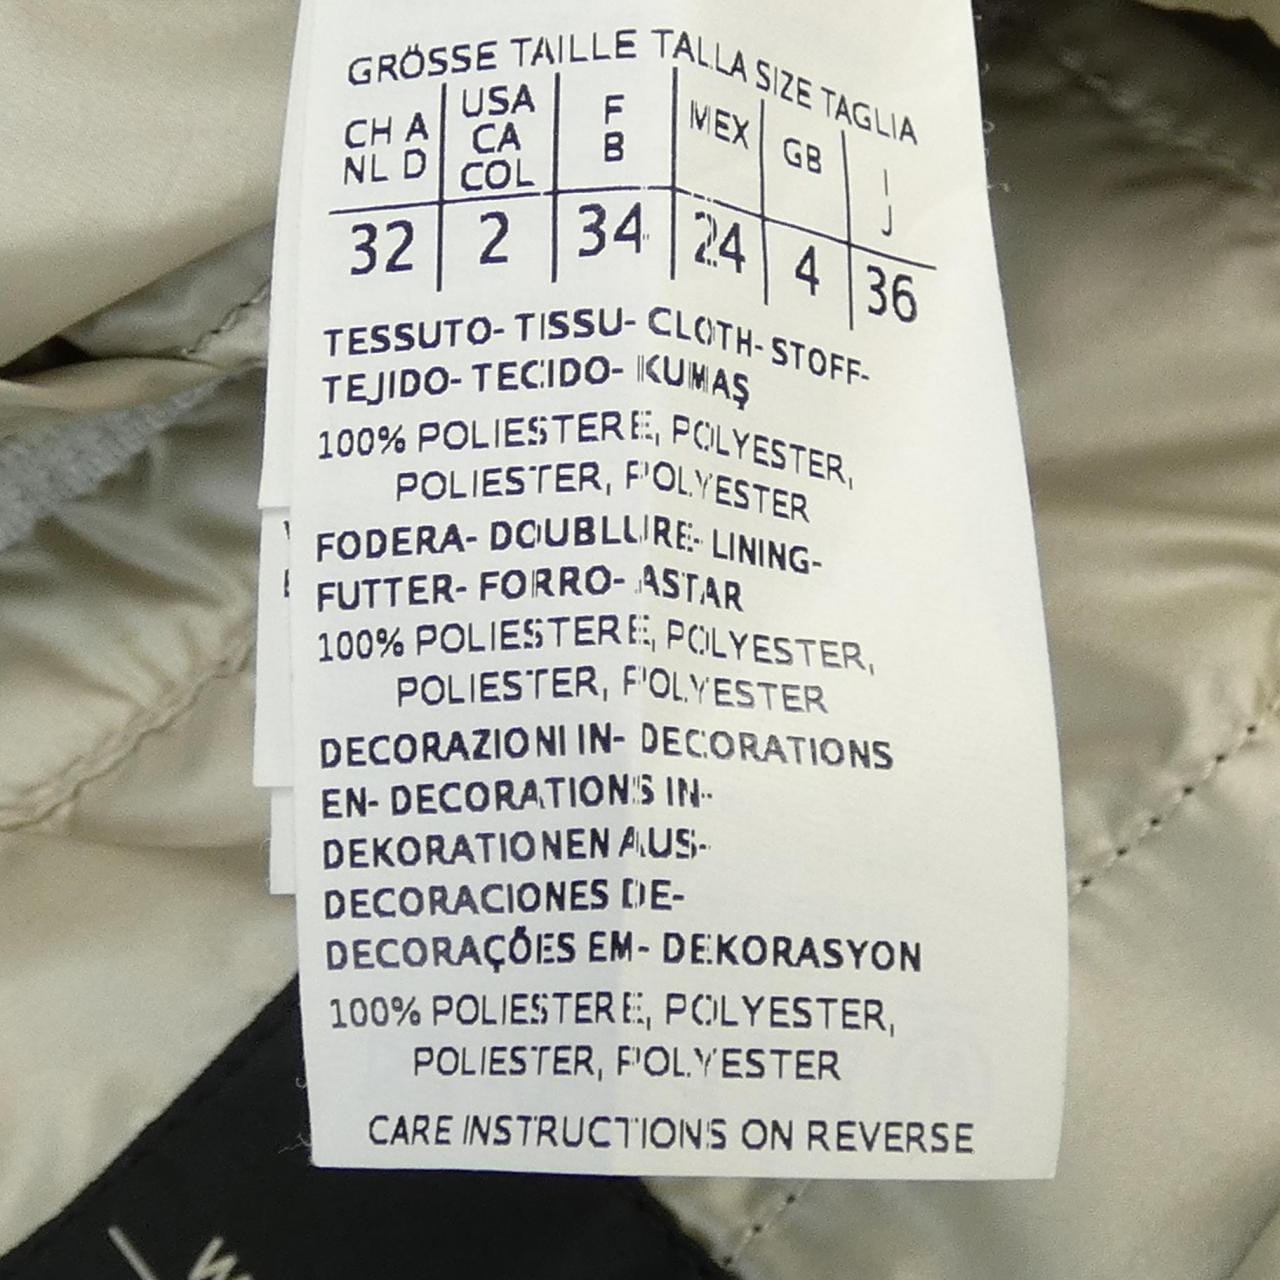 GRÖSSE TAILLE TALLA SIZE TAGLIA
CH A NL D USA CA COL F B MEX GB I J
32 2 34 24 4 36
TESSUTO- TISSU- CLOTH- STOFF-
TEJIDO- TECIDO- KUMAŞ
100% POLIESTERE, POLYESTER,
POLIESTER, POLYESTER
FODERA- DOUBLURE- LINING-
FUTTER- FORRO- ASTAR
100% POLIESTERE, POLYESTER,
POLIESTER, POLYESTER
DECORAZIONI IN- DECORATIONS
EN- DECORATIONS IN-
DEKORATIONEN AUS-
DECORACIONES DE-
DECORAÇÕES EM- DEKORASYON
100% POLIESTERE, POLYESTER,
POLIESTER, POLYESTER
CARE INSTRUCTIONS ON REVERSE